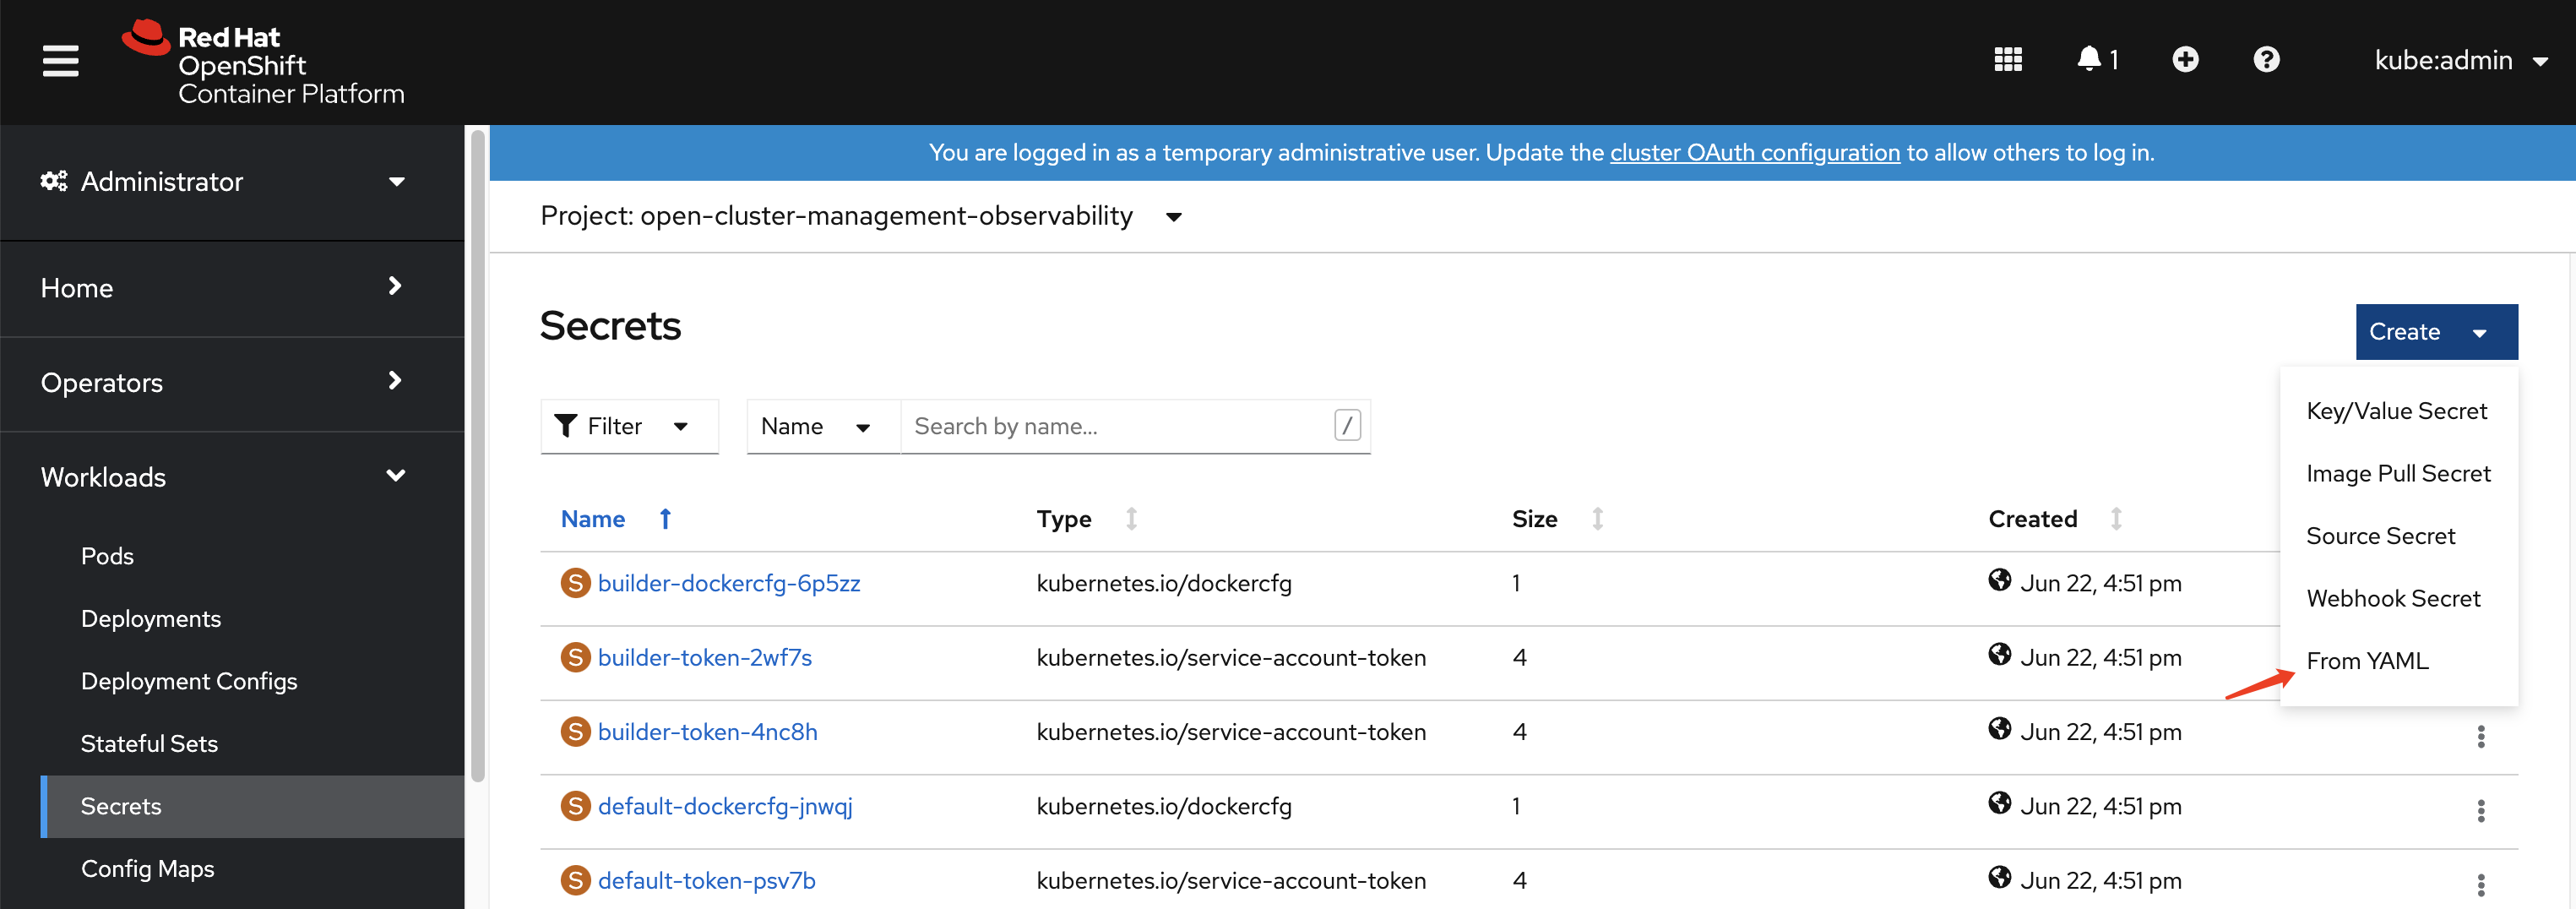 Red Hat
OpenShift
Container Platform
1
kube:admin
Administrator
Home
Operators
Workloads
Pods
Deployments
Deployment Configs
Stateful Sets
Secrets
Config Maps
You are logged in as a temporary administrative user. Update the cluster OAuth configuration to allow others to log in.
Project: open-cluster-management-observability
Secrets
Create
Key/Value Secret
Image Pull Secret
Source Secret
Webhook Secret
From YAML
Filter
Name
Search by name...
/
Name Type Size Created
S builder-dockercfg-6p5zz kubernetes.io/dockercfg 1 Jun 22, 4:51 pm
S builder-token-2wf7s kubernetes.io/service-account-token 4 Jun 22, 4:51 pm
S builder-token-4nc8h kubernetes.io/service-account-token 4 Jun 22, 4:51 pm
S default-dockercfg-jnwqj kubernetes.io/dockercfg 1 Jun 22, 4:51 pm
S default-token-psv7b kubernetes.io/service-account-token 4 Jun 22, 4:51 pm